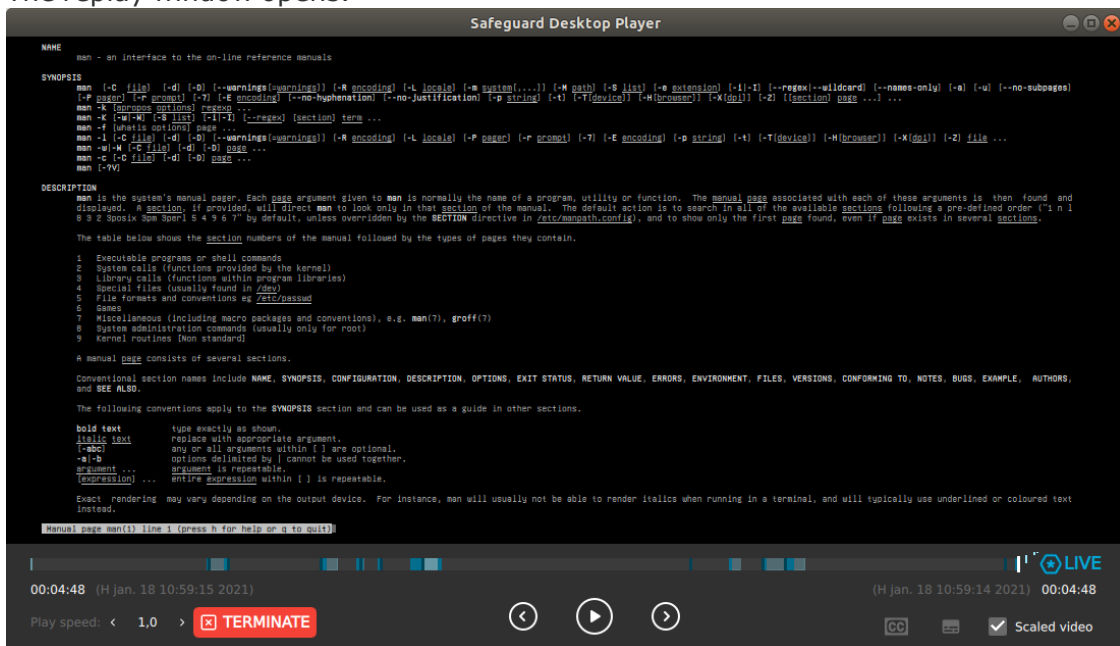 The replay window opens.
Safeguard Desktop Player
NAME
man - an interface to the on-line reference manuals
SYNOPSIS
man [-C file] [-d] [-D] [--warnings[=warnings]] [-R encoding] [-L locale] [-m system[,...]] [-M path] [-S list] [-e extension] [-i|-I] [--regex|--wildcard] [--names-only] [-a] [-u] [--no-subpages]
[-P pager] [-r prompt] [-7] [-E encoding] [--no-hyphenation] [--no-justification] [-p string] [-t] [-T[device]] [-H[browser]] [-X[dpi]] [-Z] [[section] page ...] ...
man -k [apropos options] regexp ...
man -K [-w|-W] [-S list] [-i|-I] [--regex] [section] term ...
man -f [whatis options] page ...
man -l [-C file] [-d] [-D] [--warnings[=warnings]] [-R encoding] [-L locale] [-P pager] [-r prompt] [-7] [-E encoding] [-p string] [-t] [-T[device]] [-H[browser]] [-X[dpi]] [-Z] file ...
man -w|-W [-C file] [-d] [-D] page ...
man -c [-C file] [-d] [-D] page ...
man [-?V]
DESCRIPTION
man is the system's manual pager. Each page argument given to man is normally the name of a program, utility or function. The manual page associated with each of these arguments is then found and
displayed. A section, if provided, will direct man to look only in that section of the manual. The default action is to search in all of the available sections following a pre-defined order ("1 n l
8 3 2 3posix 3pm 3perl 5 4 9 6 7" by default, unless overridden by the SECTION directive in /etc/manpath.config), and to show only the first page found, even if page exists in several sections.
The table below shows the section numbers of the manual followed by the types of pages they contain.
1 Executable programs or shell commands
2 System calls (functions provided by the kernel)
3 Library calls (functions within program libraries)
4 Special files (usually found in /dev)
5 File formats and conventions eg /etc/passwd
6 Games
7 Miscellaneous (including macro packages and conventions), e.g. man(7), groff(7)
8 System administration commands (usually only for root)
9 Kernel routines [Non standard]
A manual page consists of several sections.
Conventional section names include NAME, SYNOPSIS, CONFIGURATION, DESCRIPTION, OPTIONS, EXIT STATUS, RETURN VALUE, ERRORS, ENVIRONMENT, FILES, VERSIONS, CONFORMING TO, NOTES, BUGS, EXAMPLE, AUTHORS,
and SEE ALSO.
The following conventions apply to the SYNOPSIS section and can be used as a guide in other sections.
bold text type exactly as shown.
italic text replace with appropriate argument.
[-abc] any or all arguments within [ ] are optional.
-a|-b options delimited by | cannot be used together.
argument ... argument is repeatable.
[expression] ... entire expression within [ ] is repeatable.
Exact rendering may vary depending on the output device. For instance, man will usually not be able to render italics when running in a terminal, and will typically use underlined or coloured text
instead.
Manual page man(1) line 1 (press h for help or q to quit)
LIVE
00:04:48 (H jan. 18 10:59:15 2021) (H jan. 18 10:59:14 2021) 00:04:48
Play speed: < 1,0 > TERMINATE CC Scaled video